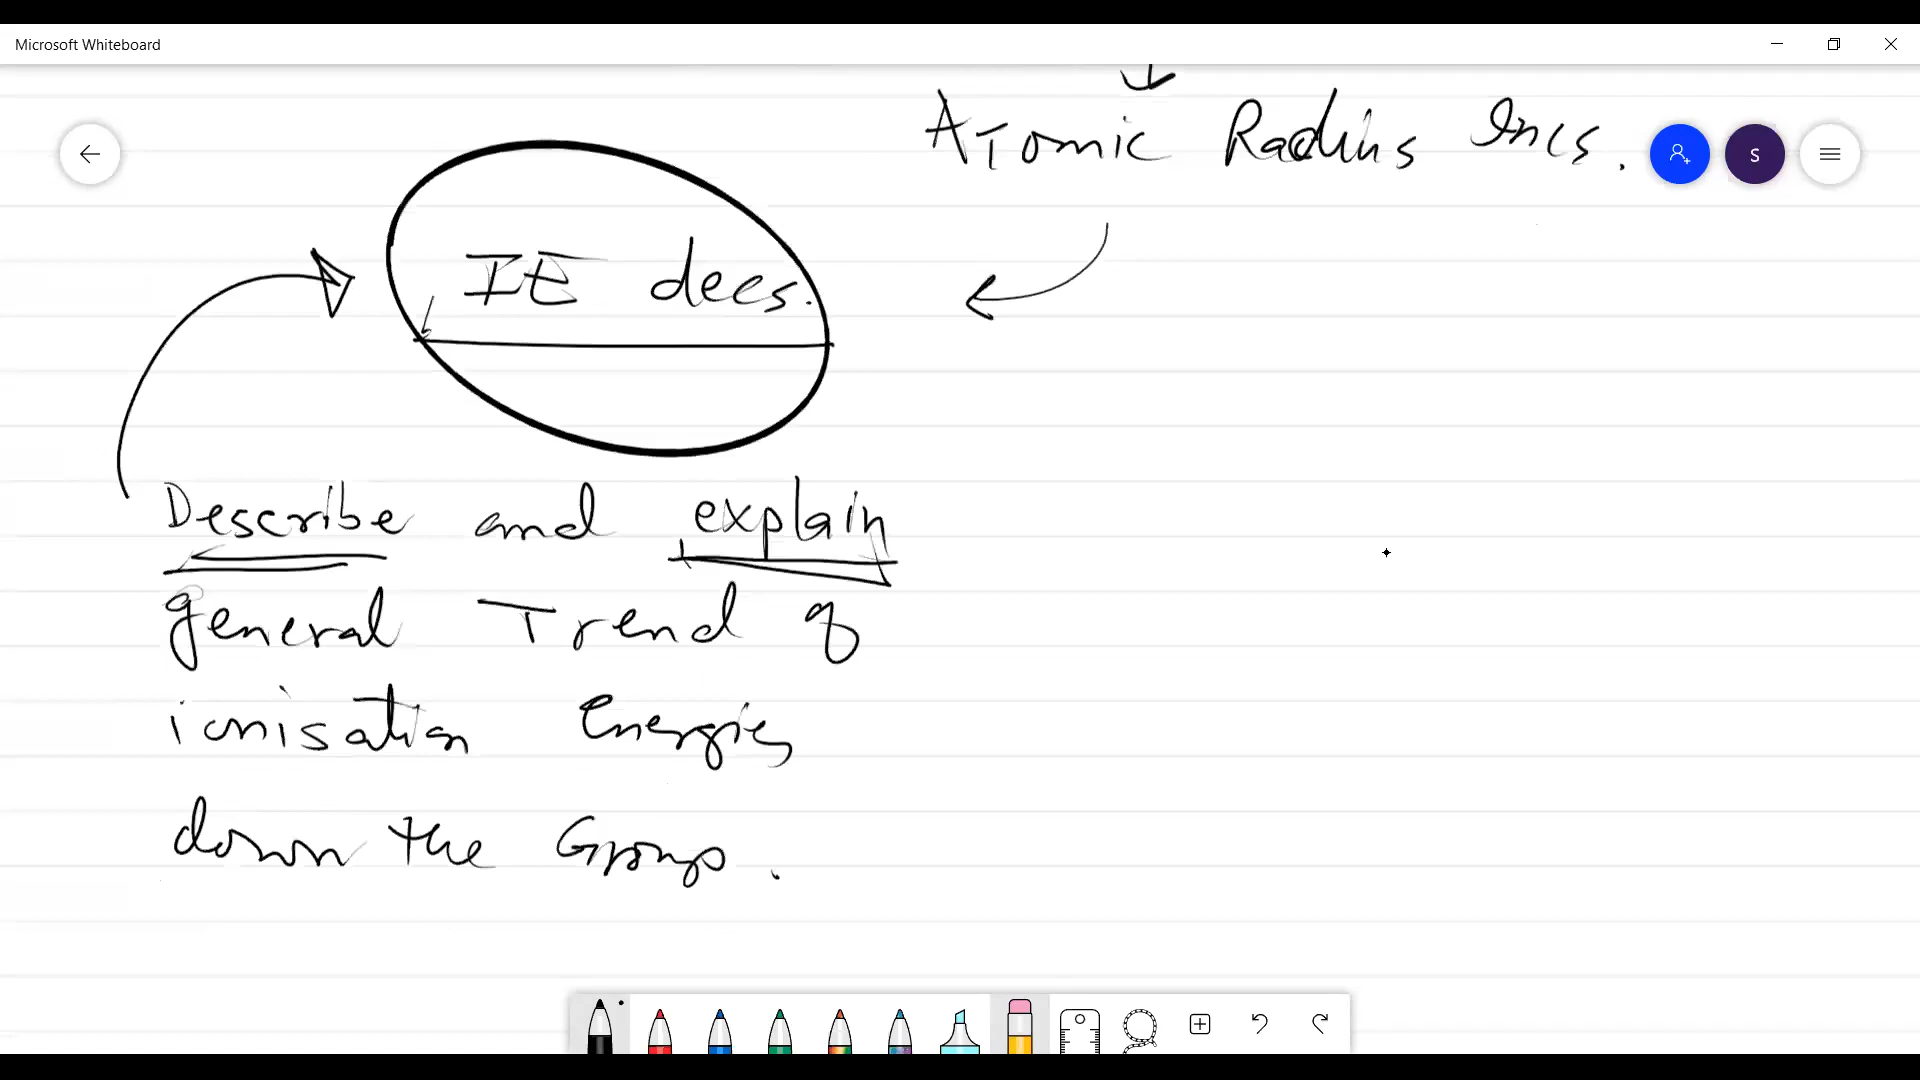 Microsoft Whiteboard
Atomic Radius Incs.
S
IE decs.
Describe and explain
general Trend of
ionisation Energies
down the Group.